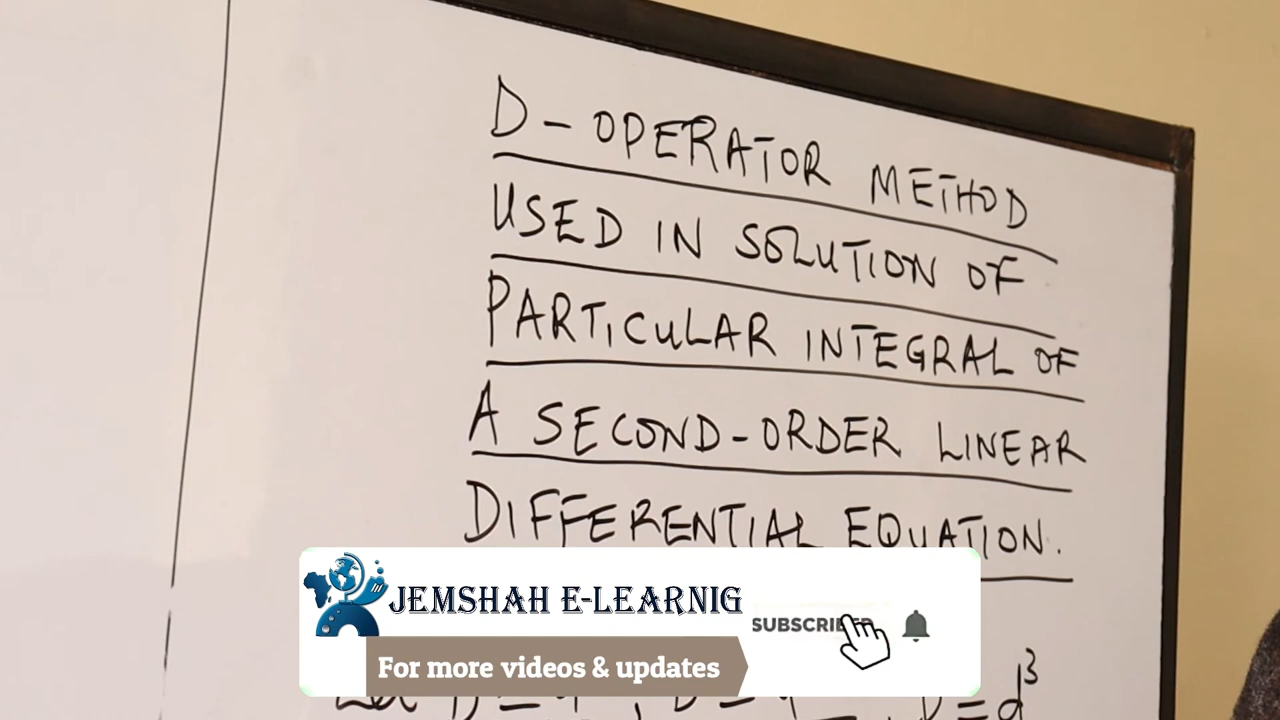 D-OPERATOR METHOD
USED IN SOLUTION OF
PARTICULAR INTEGRAL OF
A SECOND-ORDER LINEAR
DIFFERENTIAL EQUATION.
JEMSHAH E-LEARNIG
SUBSCRIBE
For more videos & updates
= d³